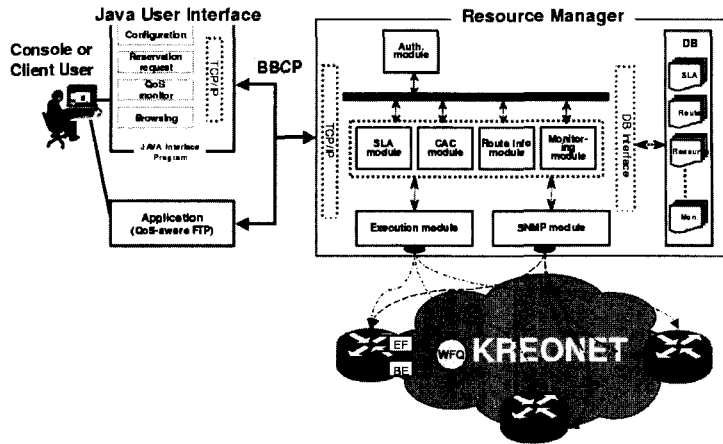 Java User Interface
Resource Manager
Console or
Client User
Configuration
Reservation
request
QoS
monitor
Browsing
TCP/IP
JAVA Interface
Program
BBCP
Application
(QoS-aware FTP)
TCP/IP
Auth.
module
SLA
module
CAC
module
Route Info
module
Monitor-
ing module
Execution module
SNMP module
DB Interface
DB
SLA
Route
Resour
Mon.
EF
BE
WFQ
KREONET